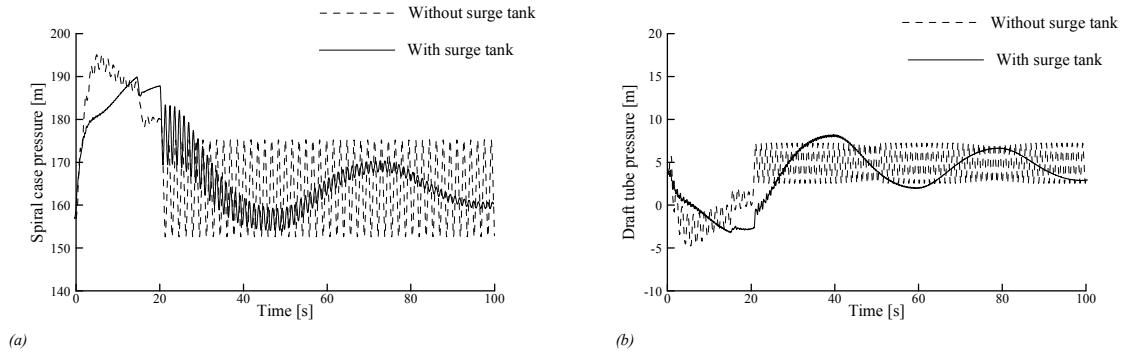 Without surge tank
With surge tank
Spiral case pressure [m]
200
190
180
170
160
150
140
0
20
40
60
80
100
Time [s]
(a)
Without surge tank
With surge tank
Draft tube pressure [m]
20
15
10
5
0
-5
-10
0
20
40
60
80
100
Time [s]
(b)